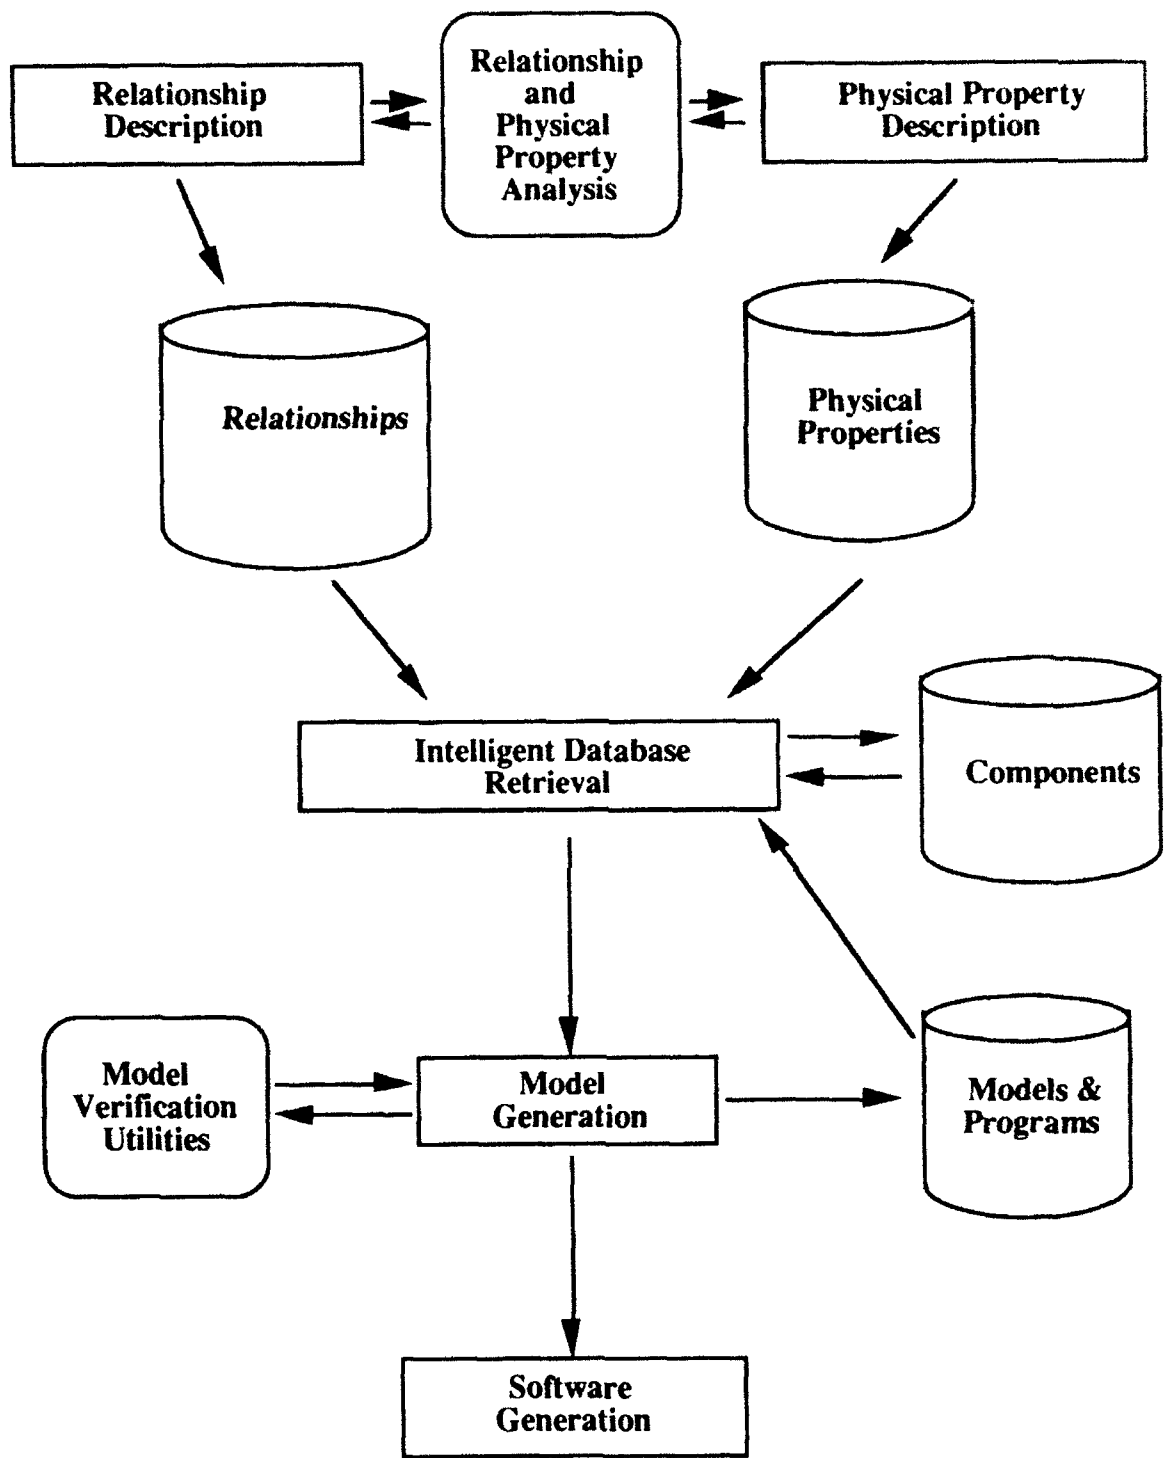 Relationship
Description
Relationship
and
Physical
Property
Analysis
Physical Property
Description
Relationships
Physical
Properties
Intelligent Database
Retrieval
Components
Model
Verification
Utilities
Model
Generation
Models &
Programs
Software
Generation